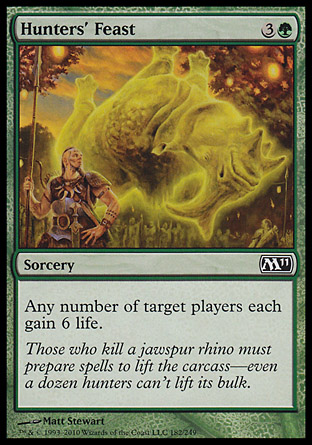 Hunters' Feast 3
Sorcery M11
Any number of target players each
gain 6 life.
Those who kill a jawspur rhino must
prepare spells to lift the carcass—even
a dozen hunters can't lift its bulk.
Matt Stewart
™ & © 1993–2010 Wizards of the Coast LLC 182/249